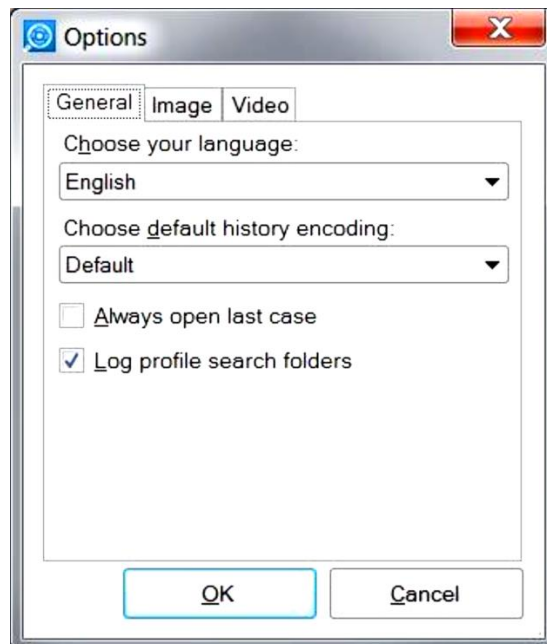 Options
General Image Video
Choose your language:
English
Choose default history encoding:
Default
Always open last case
Log profile search folders
OK Cancel